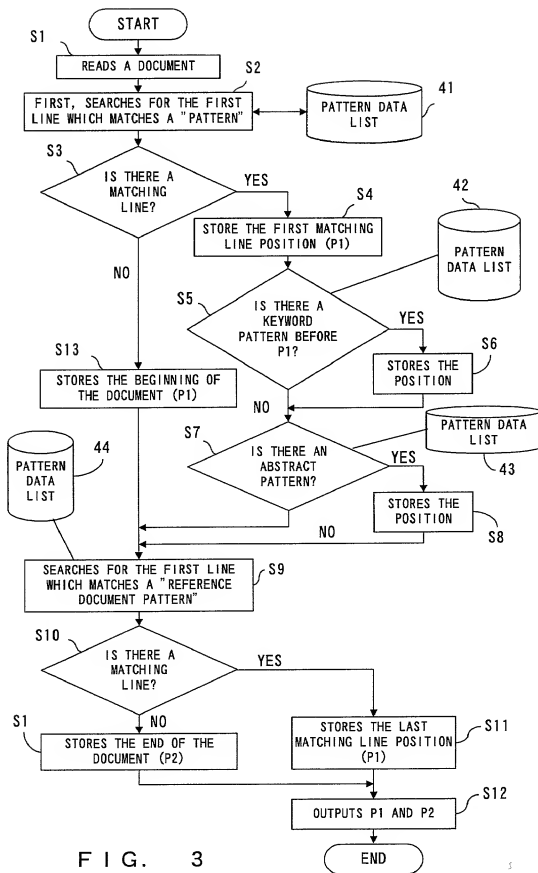 START
S1
READS A DOCUMENT
S2
FIRST, SEARCHES FOR THE FIRST
LINE WHICH MATCHES A "PATTERN"
41
PATTERN DATA
LIST
S3
IS THERE A
MATCHING
LINE?
YES
NO
S4
STORE THE FIRST MATCHING
LINE POSITION (P1)
42
PATTERN
DATA LIST
S5
IS THERE A
KEYWORD
PATTERN BEFORE
P1?
YES
NO
S6
STORES THE
POSITION
S13
STORES THE BEGINNING OF
THE DOCUMENT (P1)
S7
IS THERE AN
ABSTRACT
PATTERN?
YES
NO
PATTERN DATA
LIST
43
STORES THE
POSITION
S8
44
PATTERN
DATA
LIST
S9
SEARCHES FOR THE FIRST LINE
WHICH MATCHES A "REFERENCE
DOCUMENT PATTERN"
S10
IS THERE A
MATCHING
LINE?
YES
NO
S1
STORES THE END OF THE
DOCUMENT (P2)
S11
STORES THE LAST
MATCHING LINE POSITION
(P1)
S12
OUTPUTS P1 AND P2
END
FIG. 3